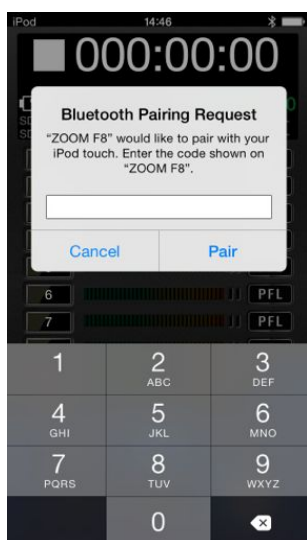 iPod 14:46
000:00:00
Bluetooth Pairing Request
“ZOOM F8” would like to pair with your
iPod touch. Enter the code shown on
“ZOOM F8”.
Cancel Pair
6 PFL
7 PFL
1 2 3
ABC DEF
4 5 6
GHI JKL MNO
7 8 9
PQRS TUV WXYZ
0